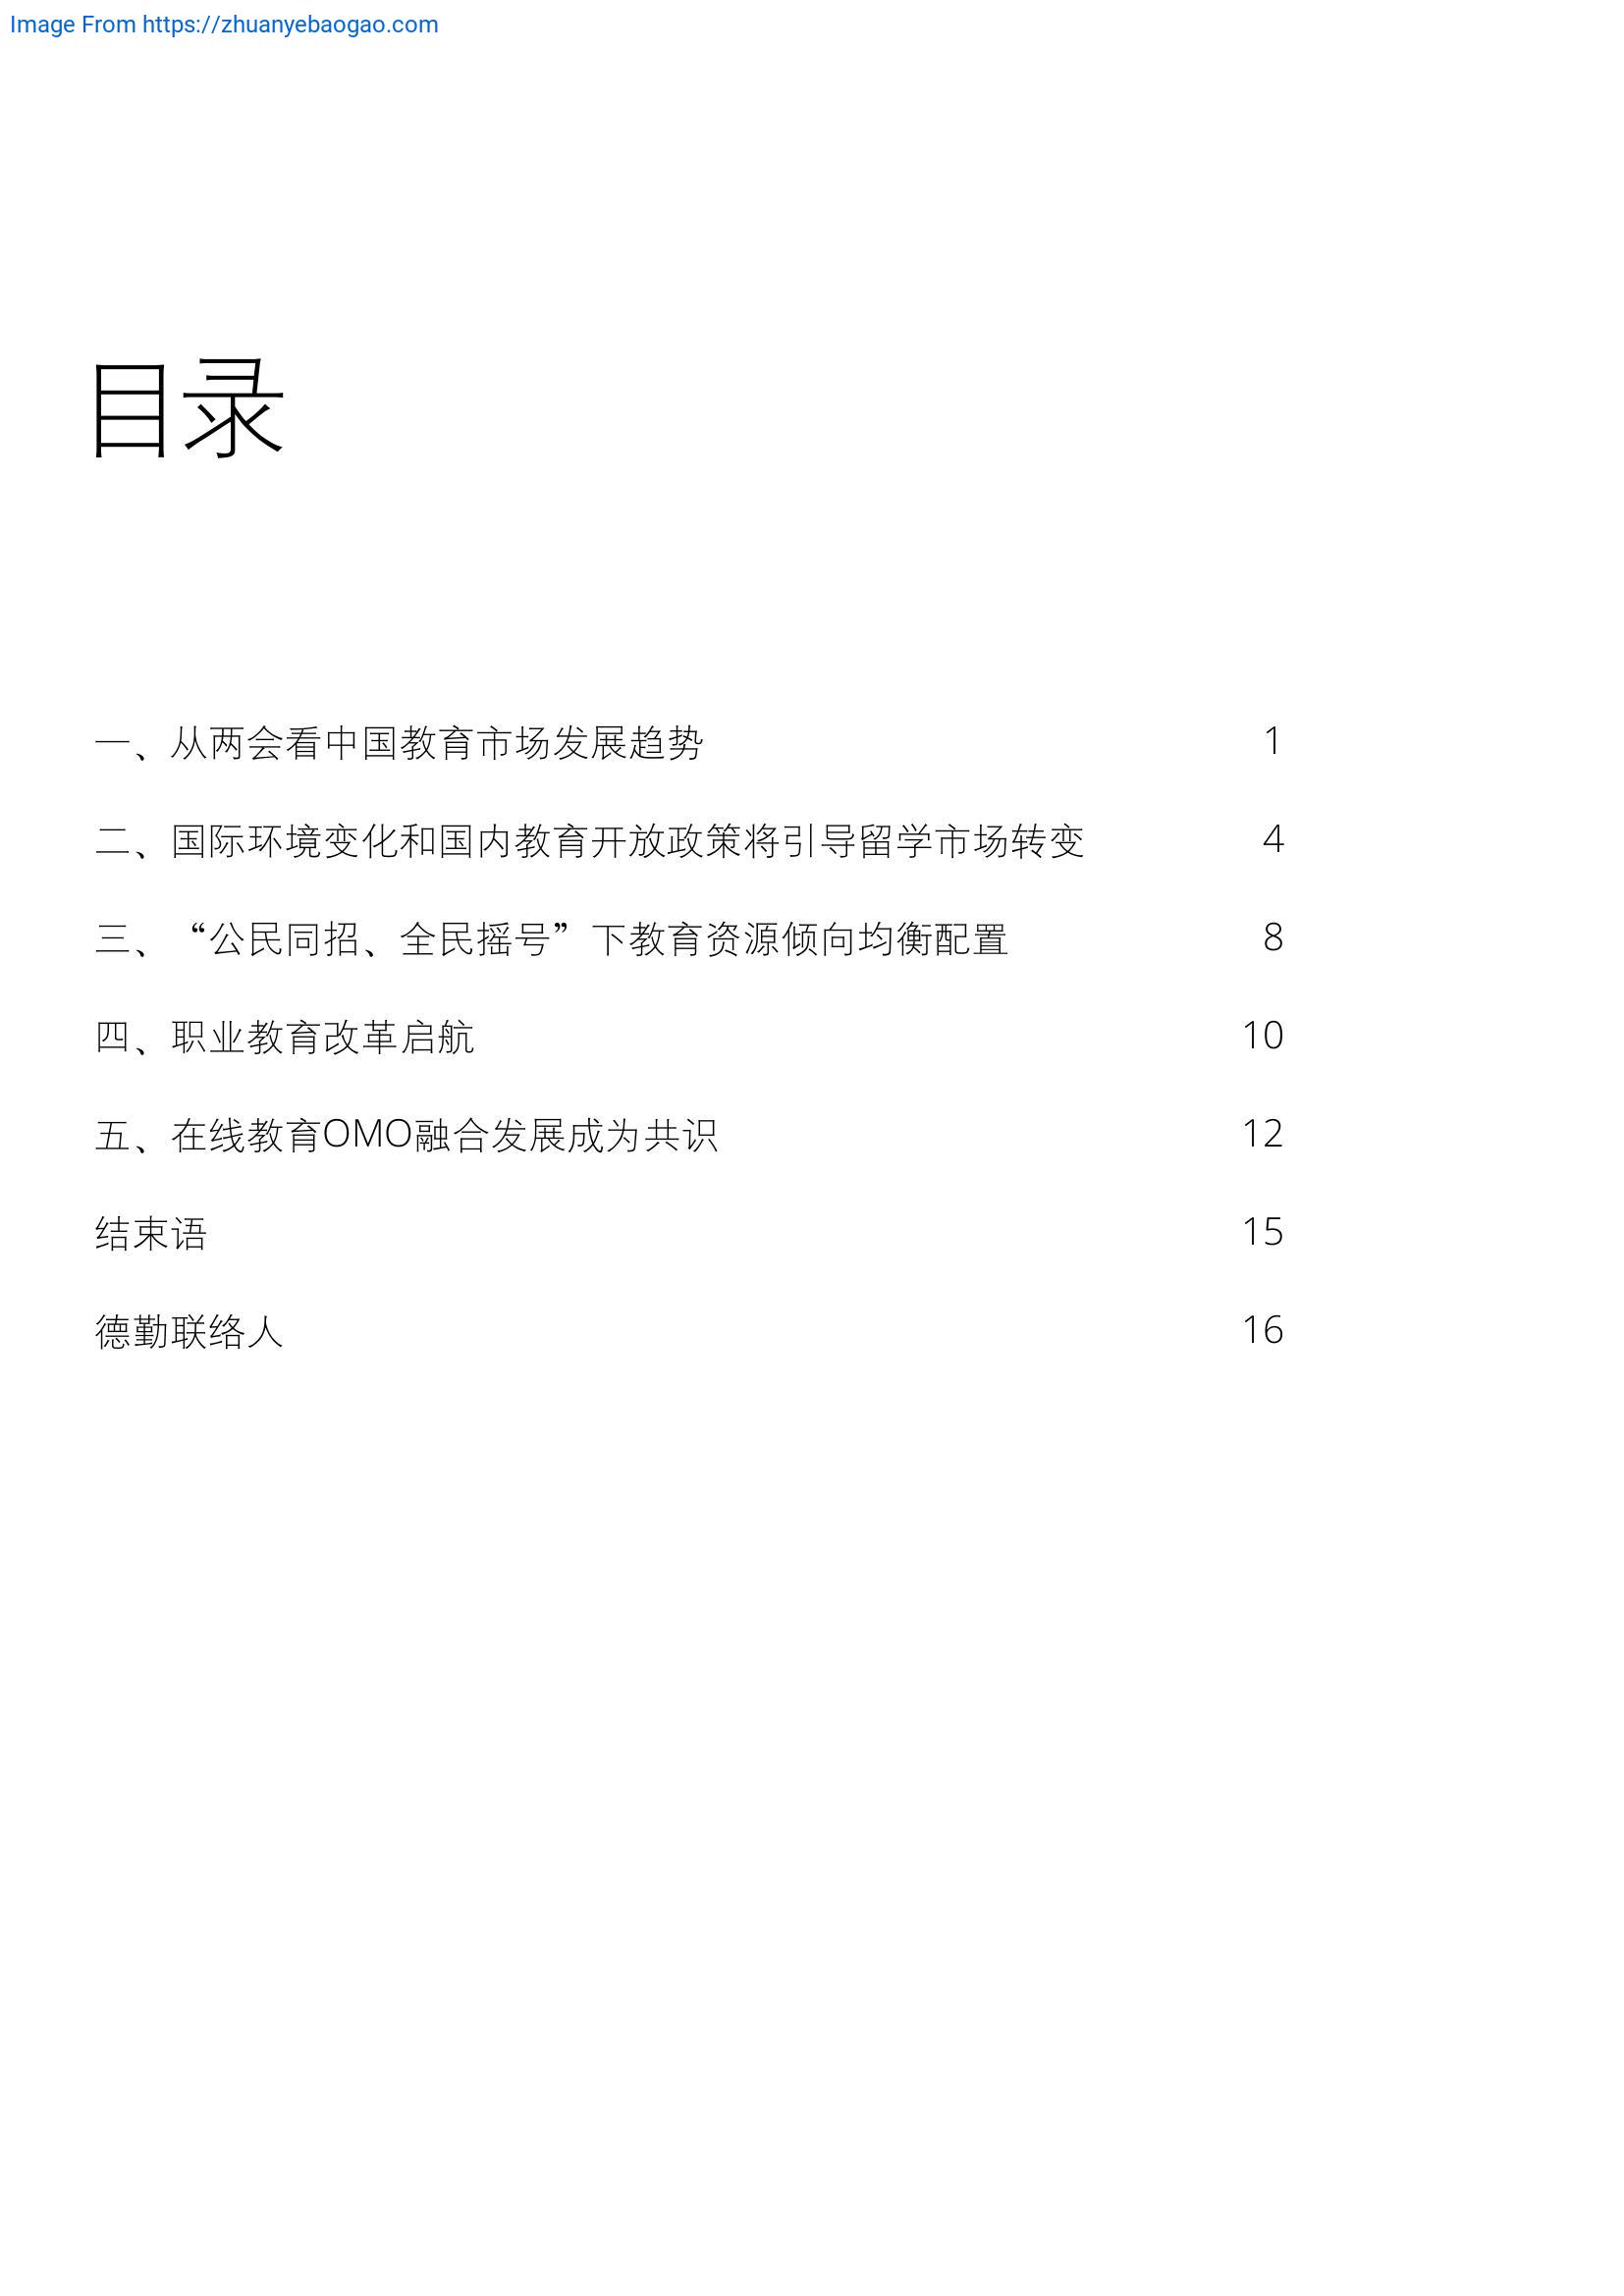 Image From https://zhuanyebaogao.com
目录
一、从两会看中国教育市场发展趋势 1
二、国际环境变化和国内教育开放政策将引导留学市场转变 4
三、“公民同招、全民摇号”下教育资源倾向均衡配置 8
四、职业教育改革启航 10
五、在线教育OMO融合发展成为共识 12
结束语 15
德勤联络人 16